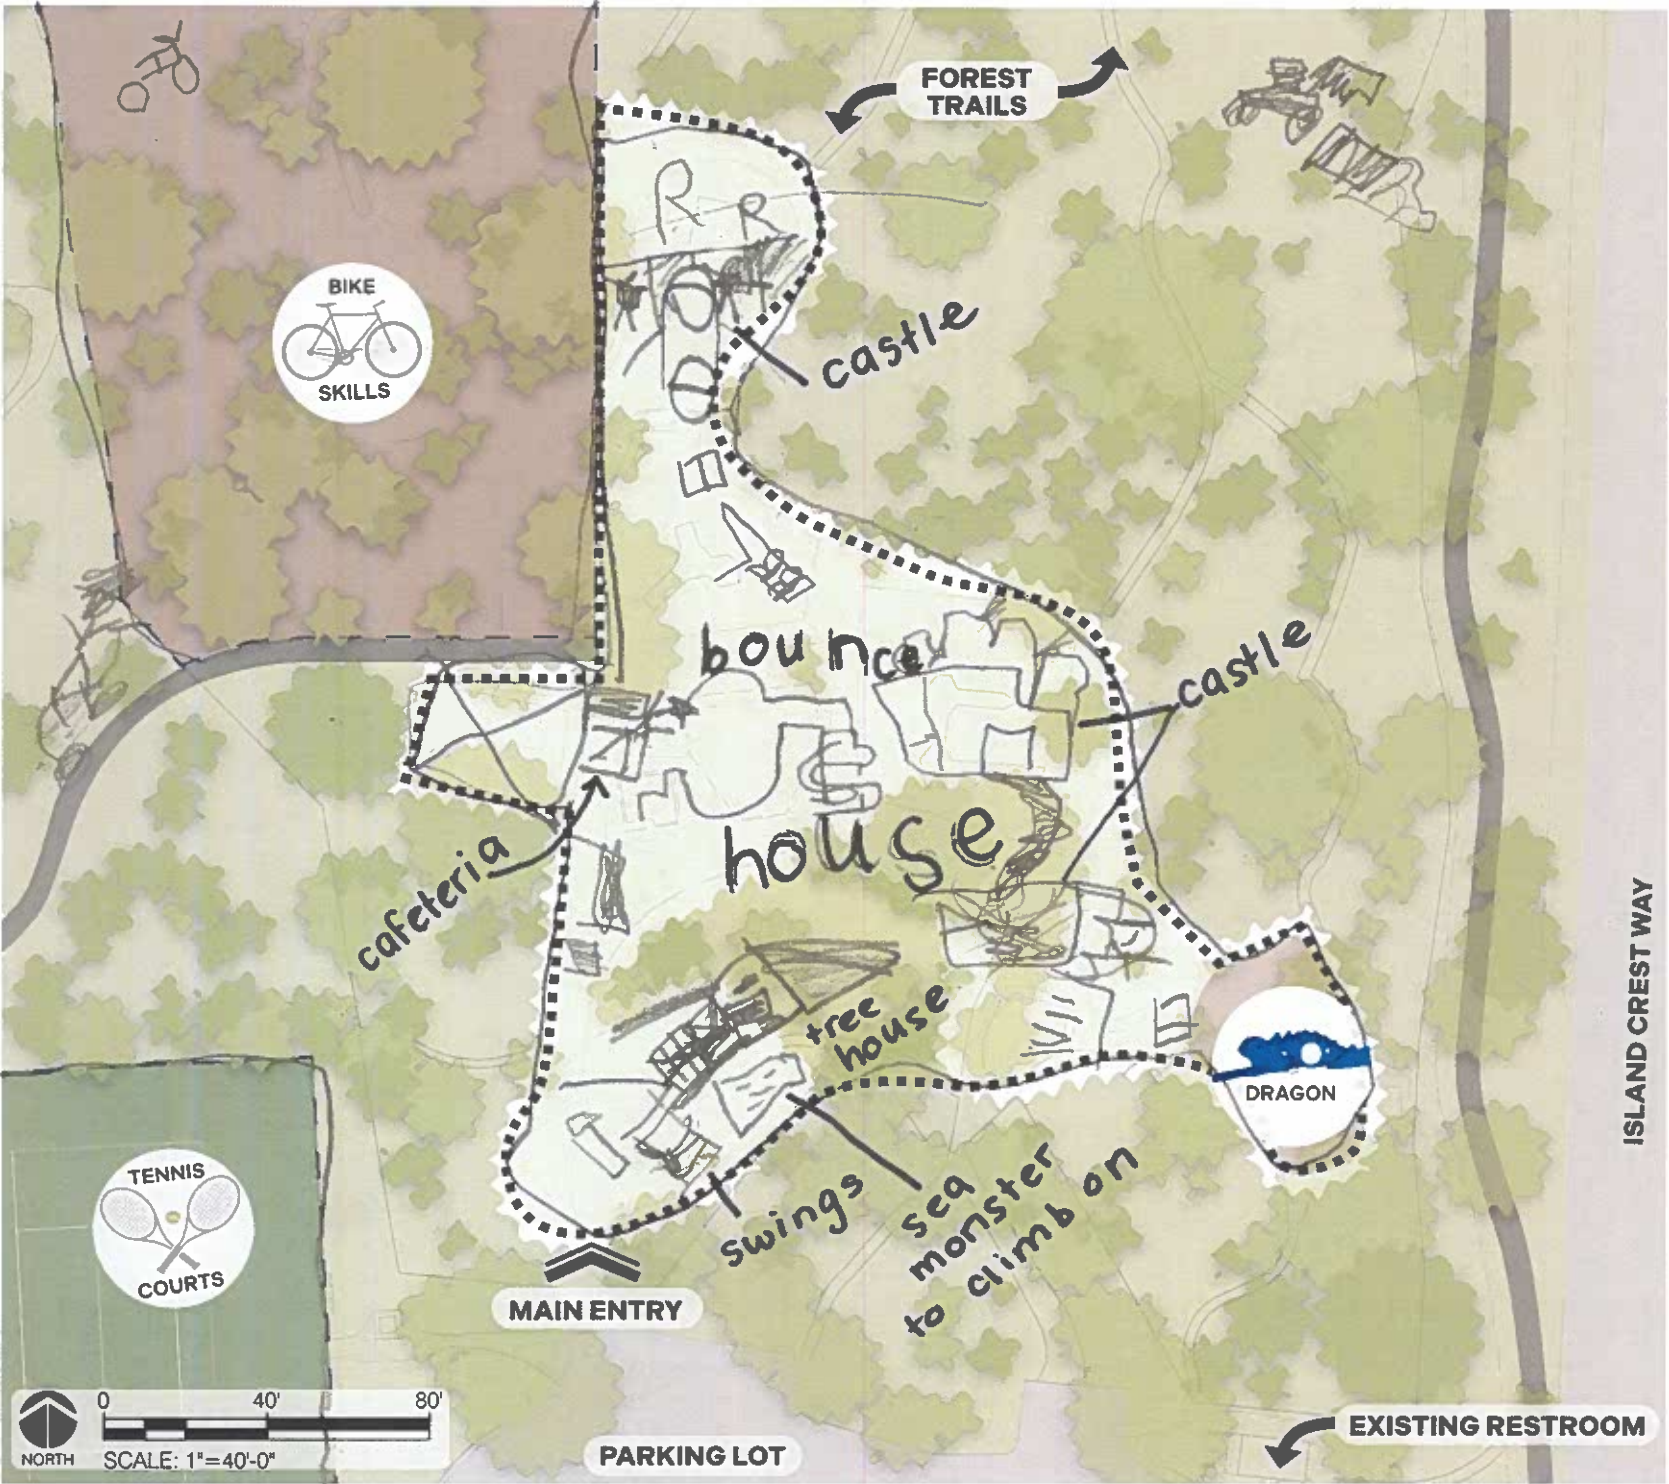 FOREST
TRAILS
R
R
BIKE
SKILLS
castle
bounce
castle
house
cafeteria
tree
house
DRAGON
ISLAND CREST WAY
TENNIS
COURTS
swings
sea
monster
to climb on
MAIN ENTRY
0 40' 80'
NORTH
SCALE: 1"=40'-0"
PARKING LOT
EXISTING RESTROOM